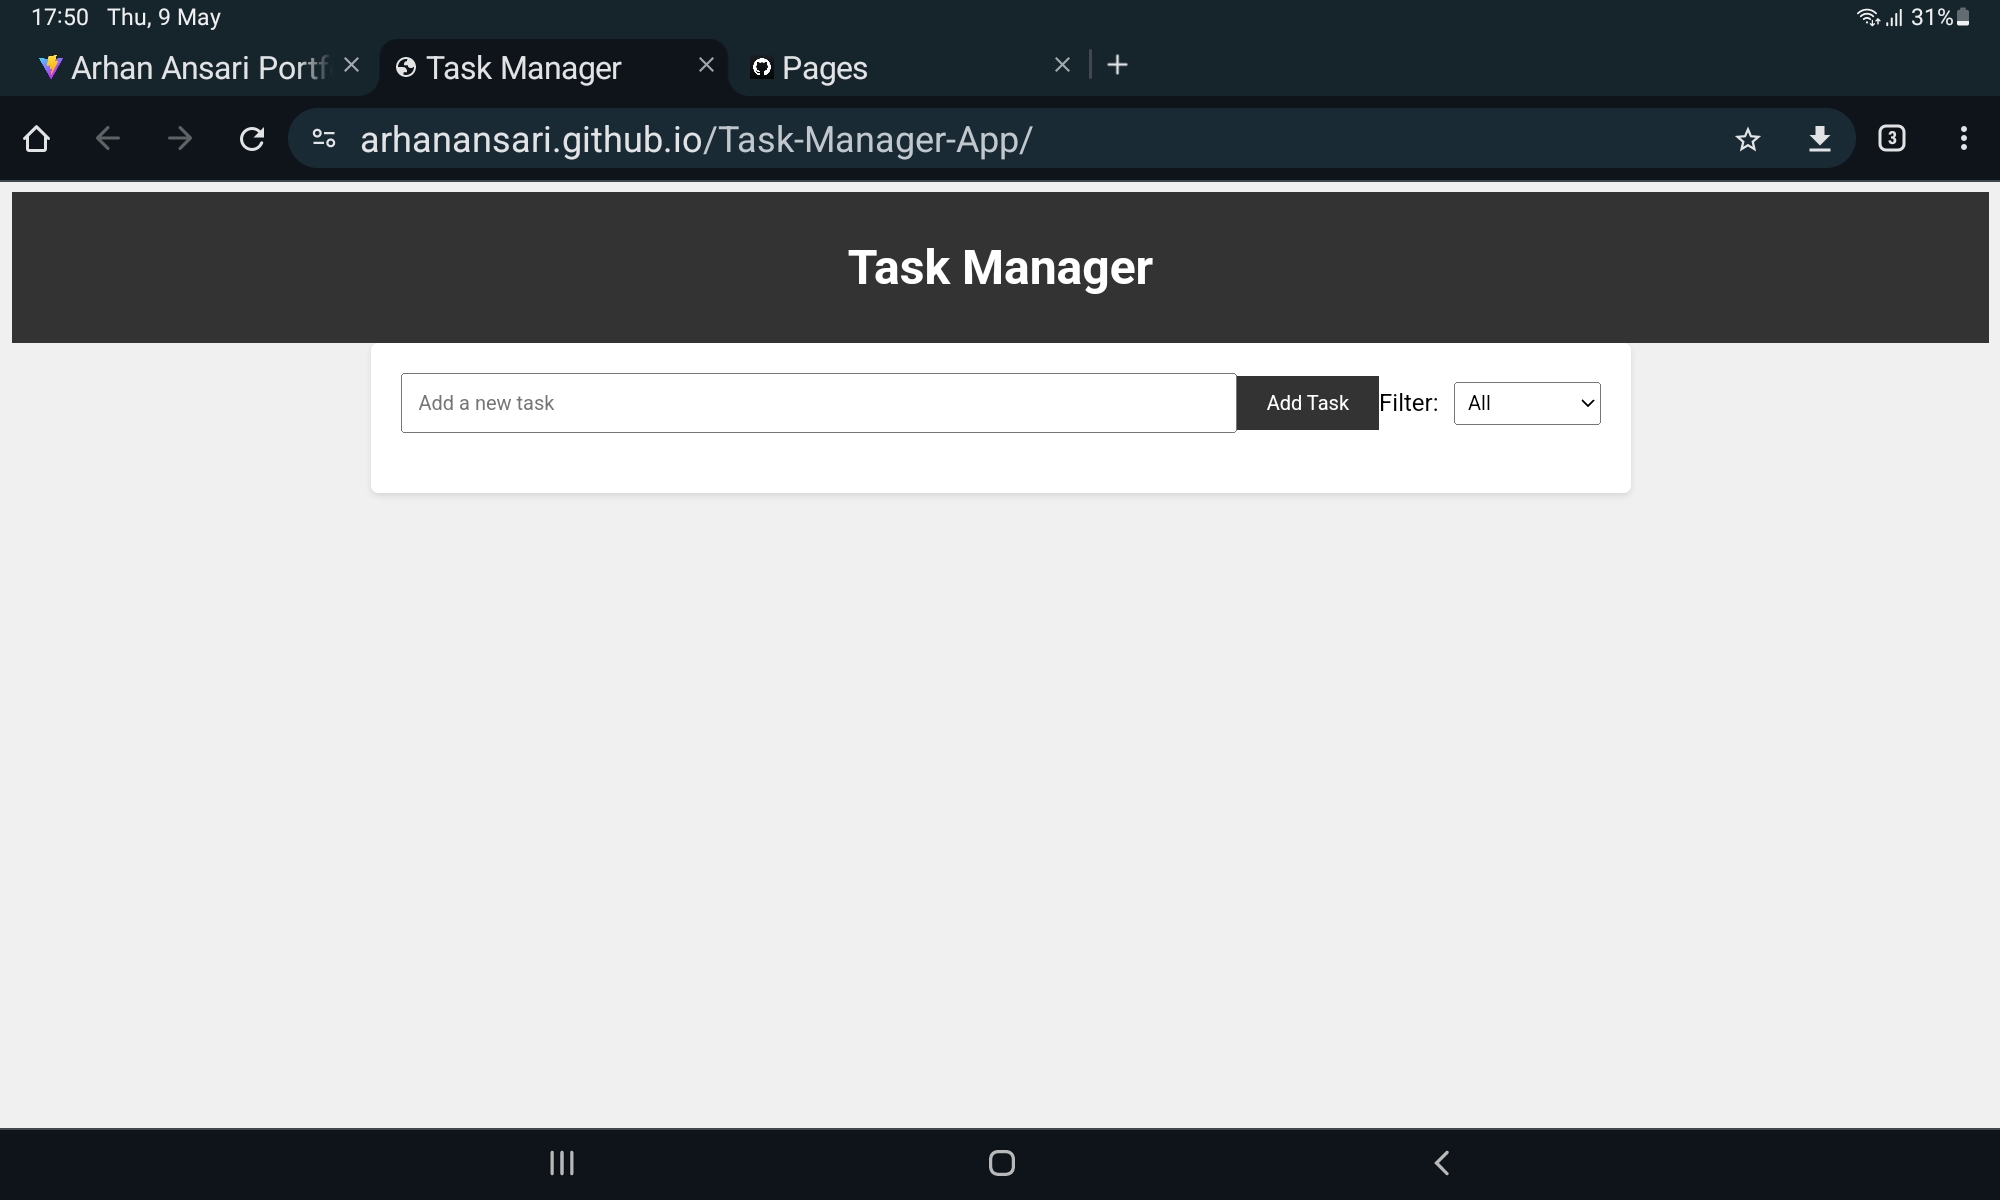 17:50 Thu, 9 May
31%
Arhan Ansari Portf
Task Manager
Pages
arhanansari.github.io/Task-Manager-App/
3
Task Manager
Add a new task
Add Task
Filter:
All